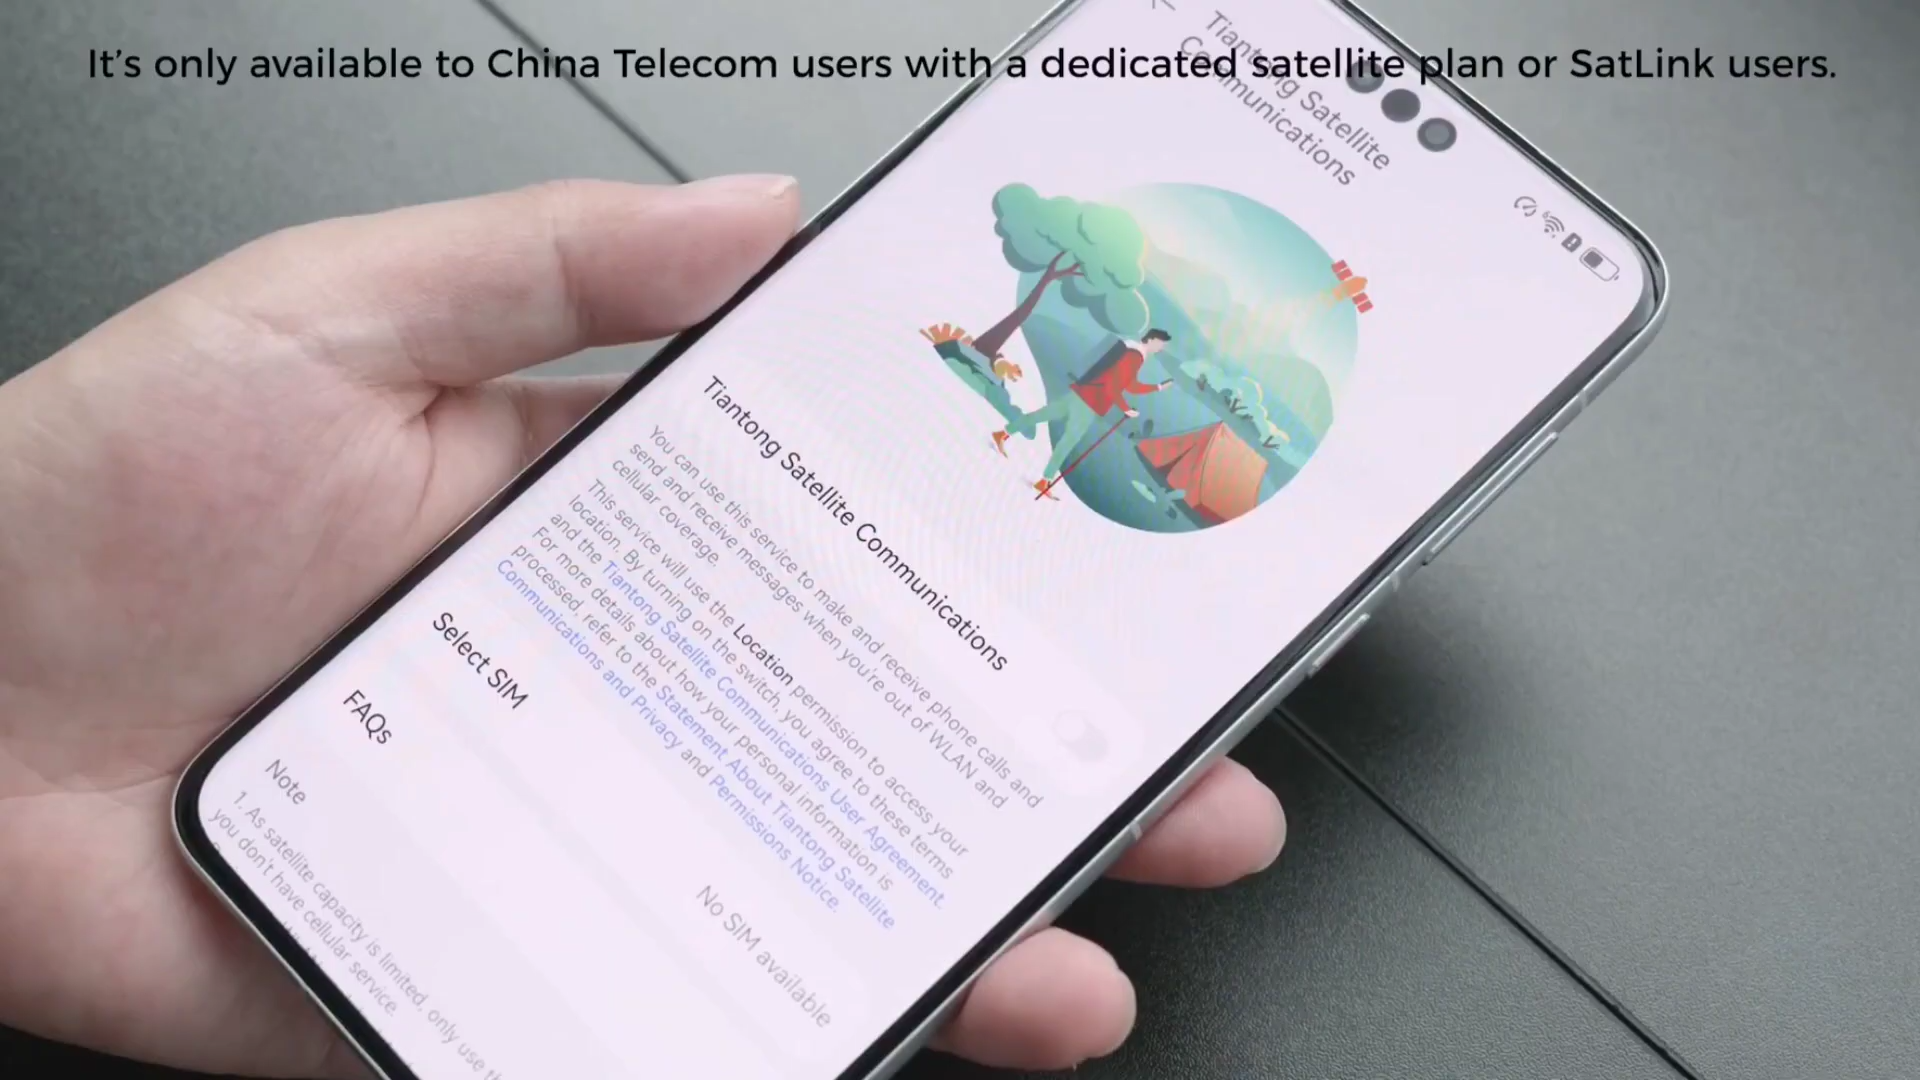 It's only available to China Telecom users with a dedicated satellite plan or SatLink users.
Tiantong Satellite
Communications
Tiantong Satellite Communications
You can use this service to make and receive phone calls and
send and receive messages when you're out of WLAN and
cellular coverage.
This service will use the Location permission to access your
location. By turning on the switch, you agree to these terms
and the Tiantong Satellite Communications User Agreement.
For more details about how your personal information is
processed, refer to the Statement About Tiantong Satellite
Communications and Privacy and Permissions Notice.
Select SIM
No SIM available
FAQs
Note
1. As satellite capacity is limited, only use th
you don't have cellular service.